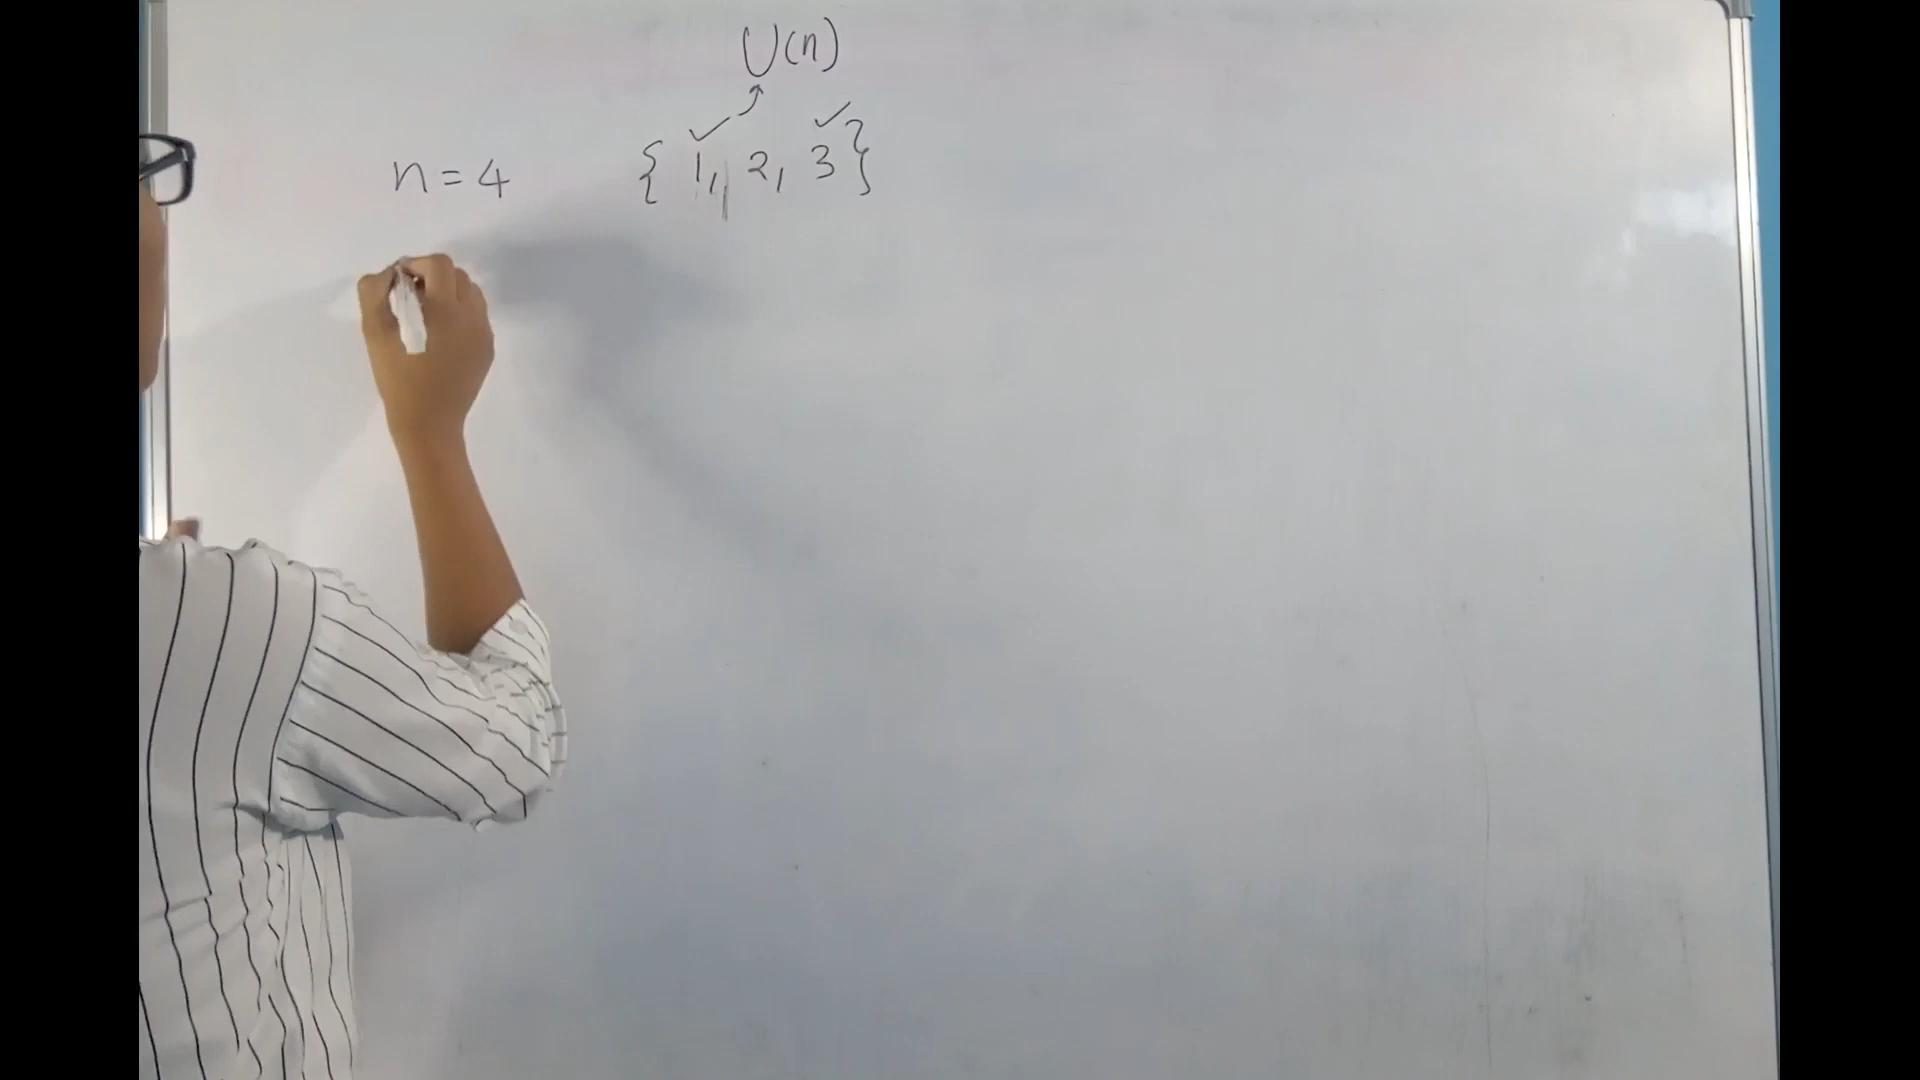 U(n)
n = 4 { 1, 2, 3 }